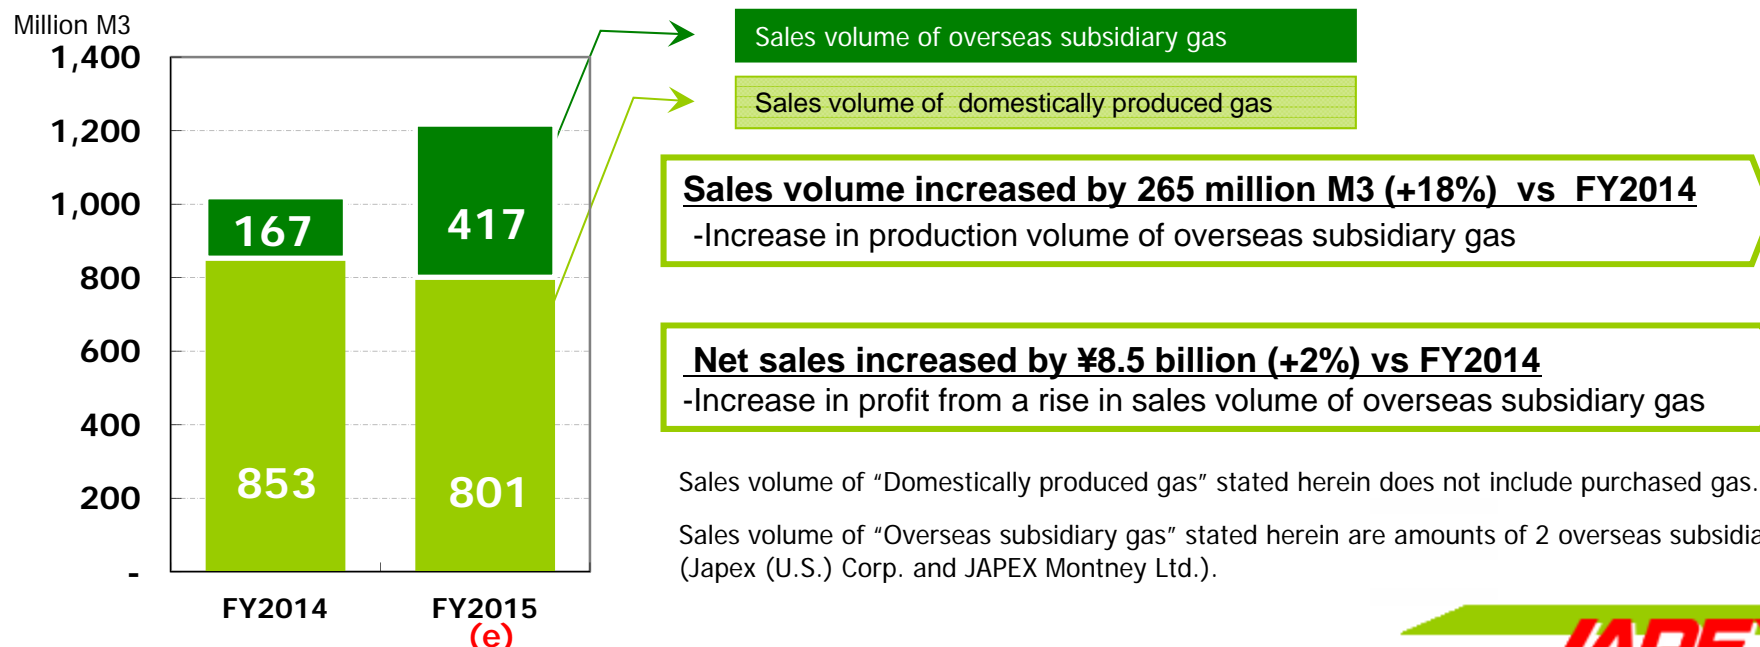 Million M3
1,400
1,200
1,000
800
600
400
200
-
167
853
417
801
FY2014
FY2015
(e)
Sales volume of overseas subsidiary gas
Sales volume of domestically produced gas
Sales volume increased by 265 million M3 (+18%) vs FY2014
-Increase in production volume of overseas subsidiary gas
Net sales increased by ¥8.5 billion (+2%) vs FY2014
-Increase in profit from a rise in sales volume of overseas subsidiary gas
Sales volume of “Domestically produced gas” stated herein does not include purchased gas.
Sales volume of “Overseas subsidiary gas” stated herein are amounts of 2 overseas subsidia
(Japex (U.S.) Corp. and JAPEX Montney Ltd.).